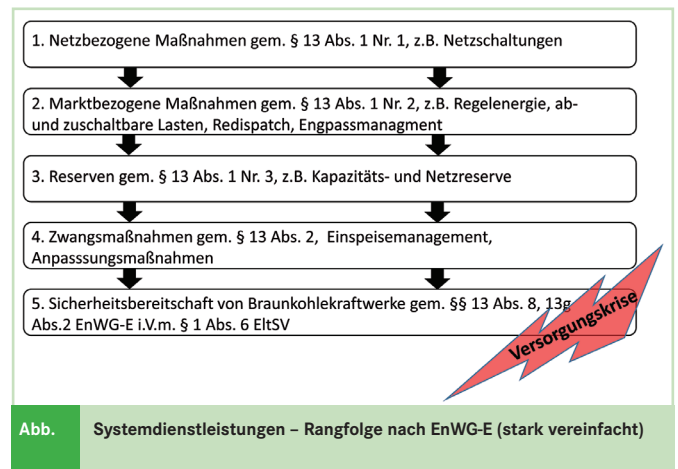 1. Netzbezogene Maßnahmen gem. § 13 Abs. 1 Nr. 1, z.B. Netzschaltungen
2. Marktbezogene Maßnahmen gem. § 13 Abs. 1 Nr. 2, z.B. Regelenergie, ab-
und zuschaltbare Lasten, Redispatch, Engpassmanagment
3. Reserven gem. § 13 Abs. 1 Nr. 3, z.B. Kapazitäts- und Netzreserve
4. Zwangsmaßnahmen gem. § 13 Abs. 2, Einspeisemanagement,
Anpasssungsmaßnahmen
5. Sicherheitsbereitschaft von Braunkohlekraftwerke gem. §§ 13 Abs. 8, 13g
Abs.2 EnWG-E i.V.m. § 1 Abs. 6 EltSV
Versorgungskrise
Abb. Systemdienstleistungen – Rangfolge nach EnWG-E (stark vereinfacht)